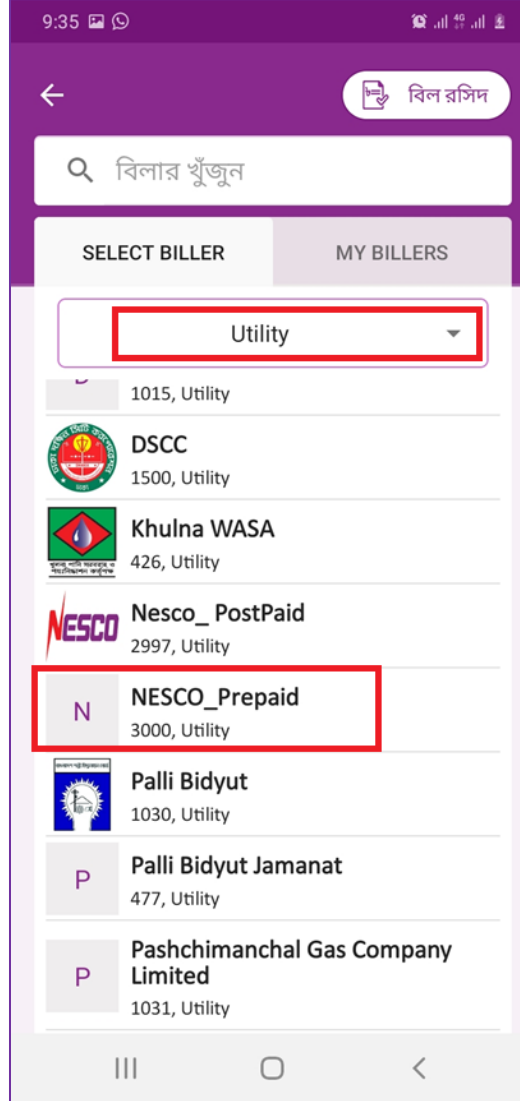 9:35
4G
বিল রসিদ
বিলার খুঁজুন
SELECT BILLER
MY BILLERS
Utility
1015, Utility
DSCC
1500, Utility
Khulna WASA
426, Utility
NESCO
Nesco_ PostPaid
2997, Utility
N
NESCO_Prepaid
3000, Utility
Palli Bidyut
1030, Utility
P
Palli Bidyut Jamanat
477, Utility
P
Pashchimanchal Gas Company
Limited
1031, Utility